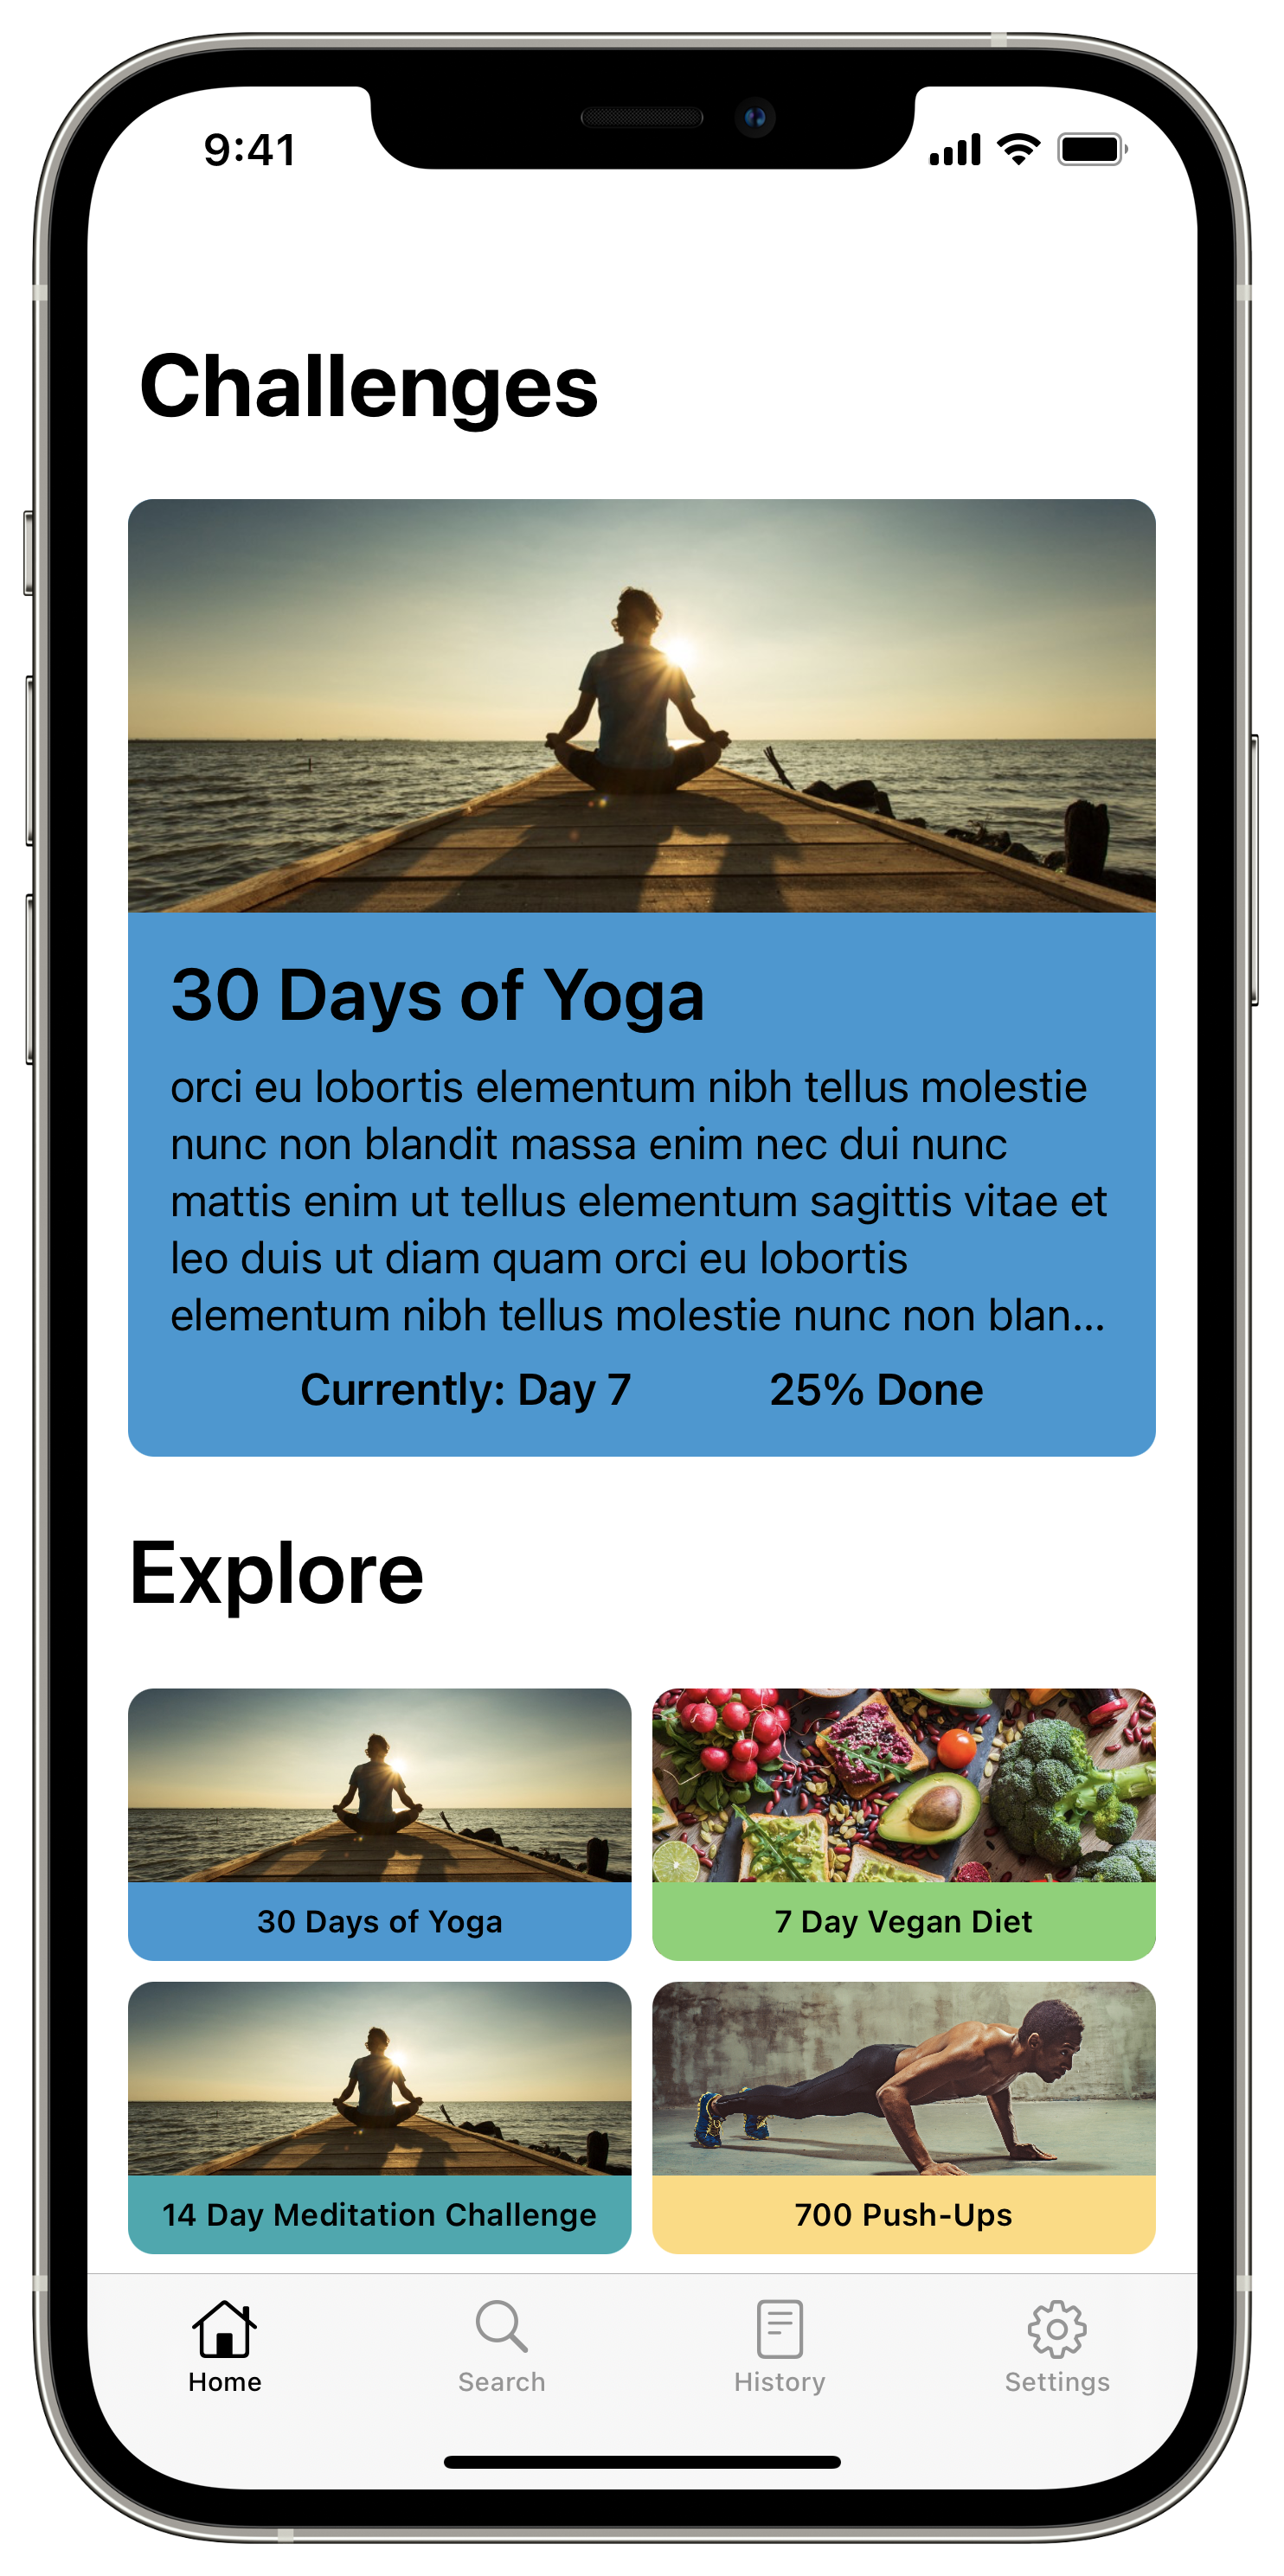 9:41
Challenges
30 Days of Yoga
orci eu lobortis elementum nibh tellus molestie
nunc non blandit massa enim nec dui nunc
mattis enim ut tellus elementum sagittis vitae et
leo duis ut diam quam orci eu lobortis
elementum nibh tellus molestie nunc non blan...
Currently: Day 7 25% Done
Explore
30 Days of Yoga
7 Day Vegan Diet
14 Day Meditation Challenge
700 Push-Ups
Home Search History Settings